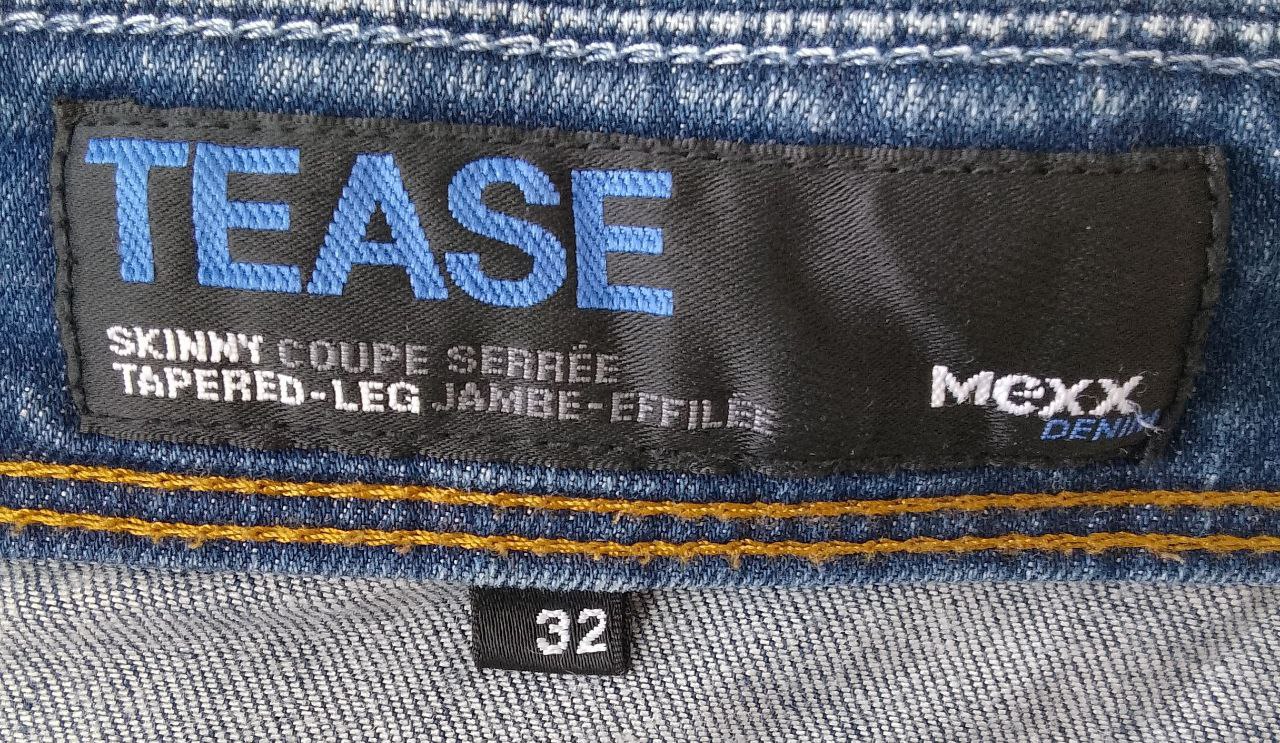 TEASE
SKINNY COUPE SERRÉE
TAPERED-LEG JAMBE-EFFILÉE
Mexx
DENIM
32